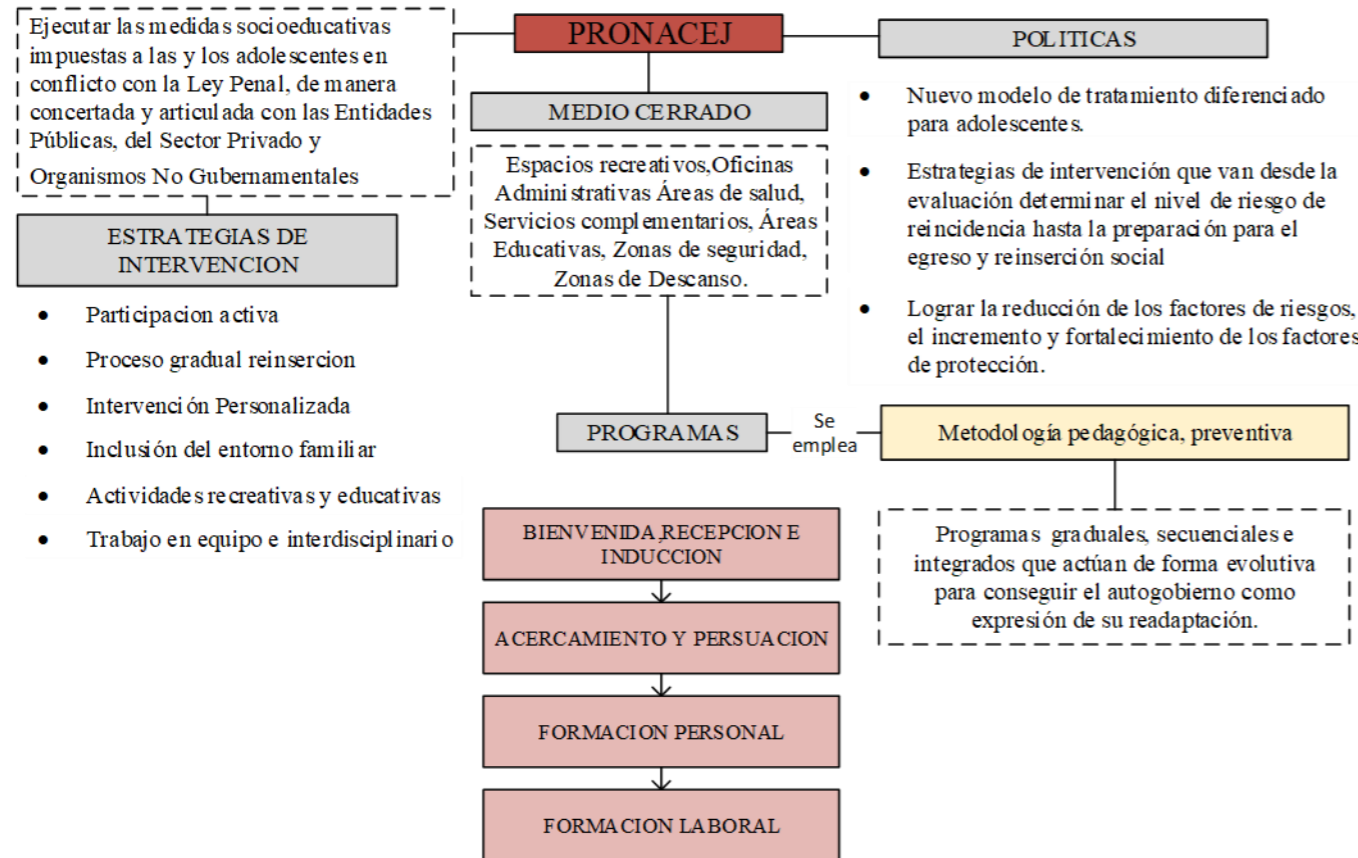 Ejecutar las medidas socioeducativas
impuestas a las y los adolescentes en
conflicto con la Ley Penal, de manera
concertada y articulada con las Entidades
Públicas, del Sector Privado y
Organismos No Gubernamentales
ESTRATEGIAS DE
INTERVENCION
• Participacion activa
• Proceso gradual reinsercion
• Intervención Personalizada
• Inclusión del entorno familiar
• Actividades recreativas y educativas
• Trabajo en equipo e interdisciplinario
PRONACEJ
MEDIO CERRADO
Espacios recreativos,Oficinas
Administrativas Áreas de salud,
Servicios complementarios, Áreas
Educativas, Zonas de seguridad,
Zonas de Descanso.
POLITICAS
• Nuevo modelo de tratamiento diferenciado
para adolescentes.
• Estrategias de intervención que van desde la
evaluación determinar el nivel de riesgo de
reincidencia hasta la preparación para el
egreso y reinserción social
• Lograr la reducción de los factores de riesgos,
el incremento y fortalecimiento de los factores
de protección.
PROGRAMAS
Se
emplea
Metodología pedagógica, preventiva
Programas graduales, secuenciales e
integrados que actúan de forma evolutiva
para conseguir el autogobierno como
expresión de su readaptación.
BIENVENIDA,RECEPCION E
INDUCCION
ACERCAMIENTO Y PERSUACION
FORMACION PERSONAL
FORMACION LABORAL